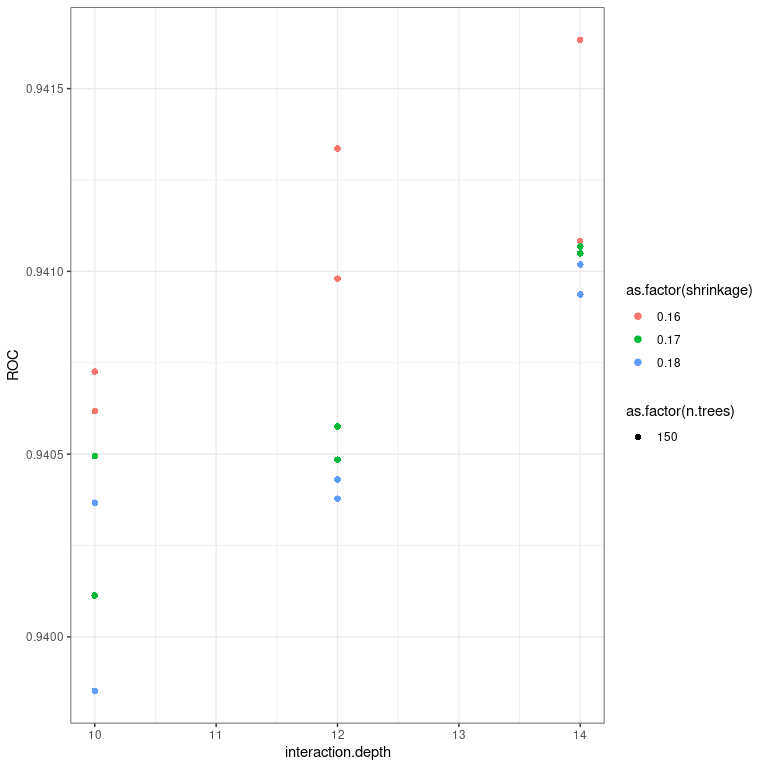 0.9415
0.9410
0.9405
0.9400
ROC
10 11 12 13 14
interaction.depth
as.factor(shrinkage)
0.16
0.17
0.18
as.factor(n.trees)
150